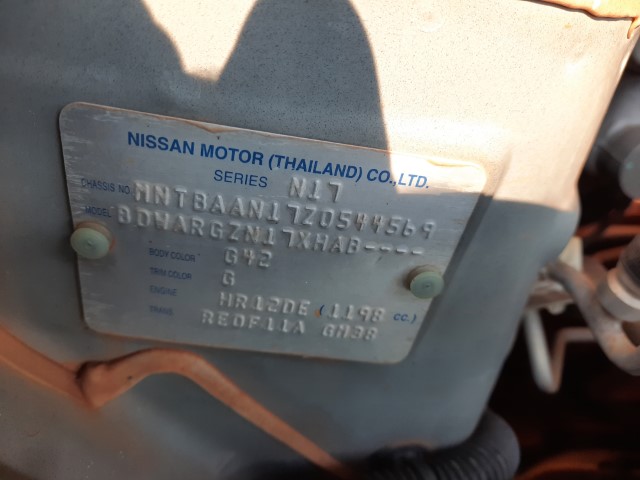 NISSAN MOTOR (THAILAND) CO.,LTD.
SERIES N17
CHASSIS NO. MNTBAAN17Z0544569
MODEL BDWARGZN17XHAB----
BODY COLOR G42
TRIM COLOR G
ENGINE HR12DE (1198 CC.)
TRANS RE0F11A GM38